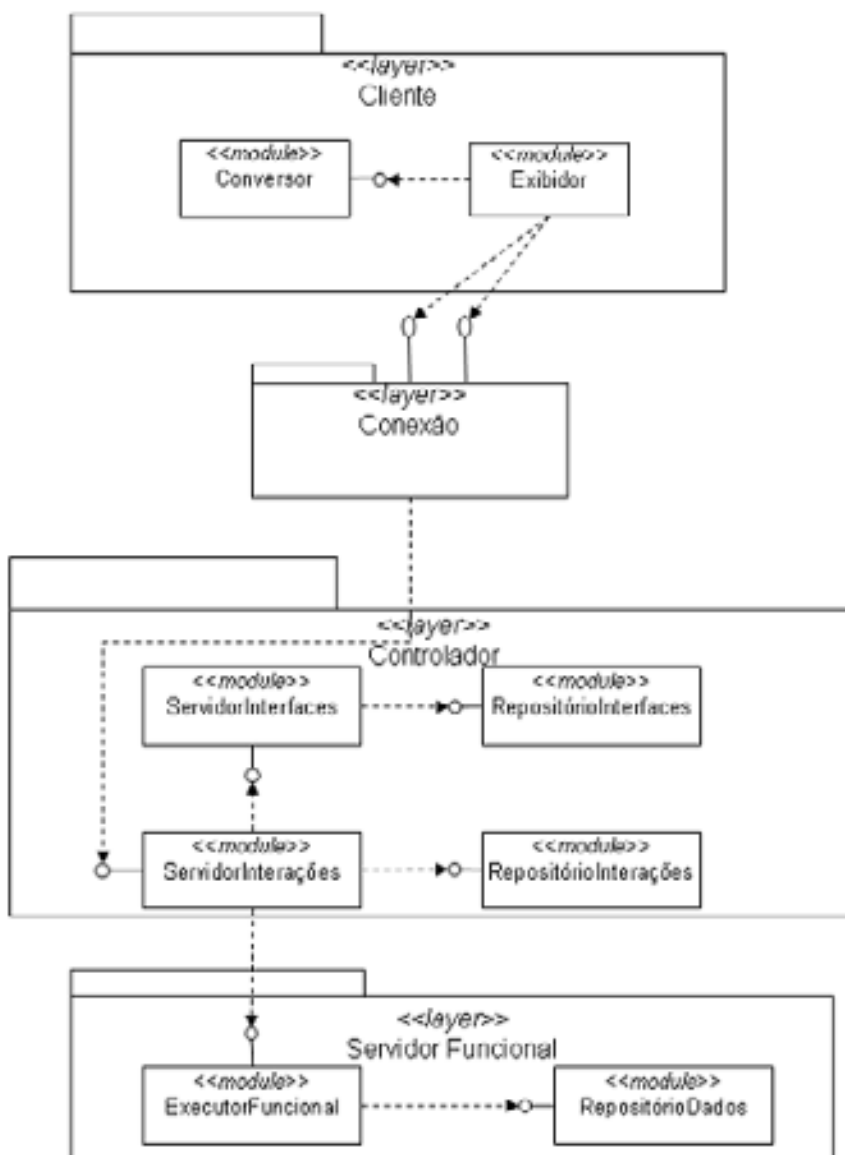 <<layer>>
Cliente
<<module>>
Conversor
<<module>>
Exibidor
<<layer>>
Conexão
<<layer>>
Controlador
<<module>>
ServidorInterfaces
<<module>>
RepositórioInterfaces
<<module>>
ServidorInterações
<<module>>
RepositórioInterações
<<layer>>
Servidor Funcional
<<module>>
ExecutorFuncional
<<module>>
RepositórioDados